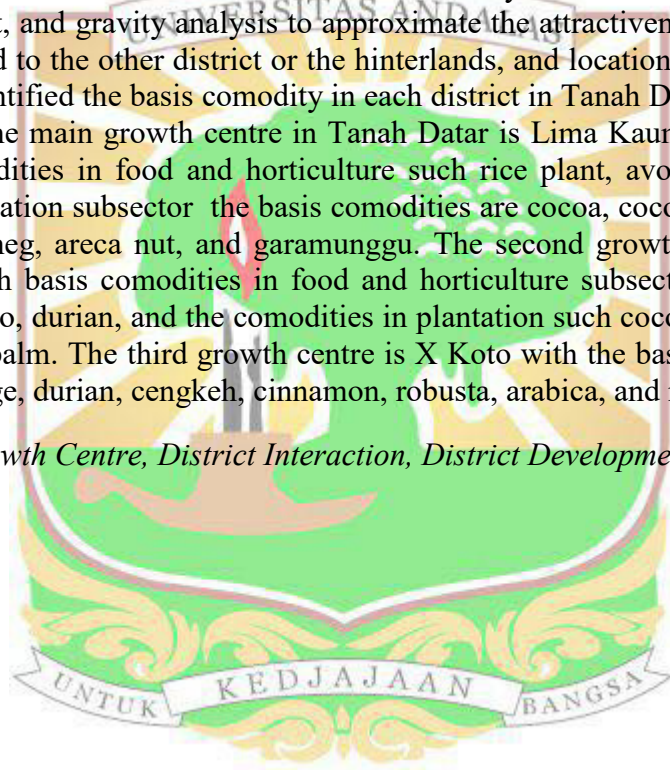 UNIVERSITAS ANDALAS
t, and gravity analysis to approximate the attractiven
d to the other district or the hinterlands, and location
ntified the basis comodity in each district in Tanah D
he main growth centre in Tanah Datar is Lima Kaun
dities in food and horticulture such rice plant, avo
ation subsector the basis comodities are cocoa, coco
neg, areca nut, and garamunggu. The second growt
h basis comodities in food and horticulture subsect
o, durian, and the comodities in plantation such coco
palm. The third growth centre is X Koto with the bas
ge, durian, cengkeh, cinnamon, robusta, arabica, and
wth Centre, District Interaction, District Developme
UNTUK KEDJAJAAN BANGSA